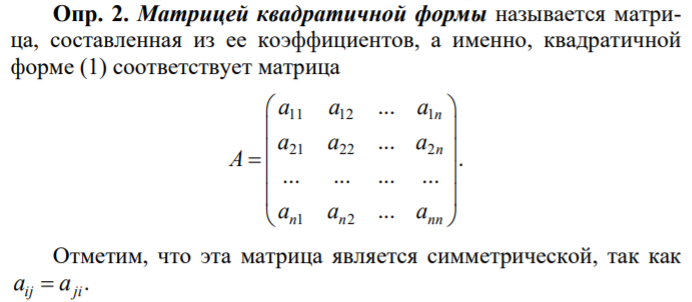 Опр. 2. Матрицей квадратичной формы называется матри-
ца, составленная из ее коэффициентов, а именно, квадратичной
форме (1) соответствует матрица
a₁₁ a₁₂ ... a₁ₙ
a₂₁ a₂₂ ... a₂ₙ
A = .
... ... ... ...
aₙ₁ aₙ₂ ... aₙₙ
Отметим, что эта матрица является симметрической, так как
aᵢⱼ = aⱼᵢ.